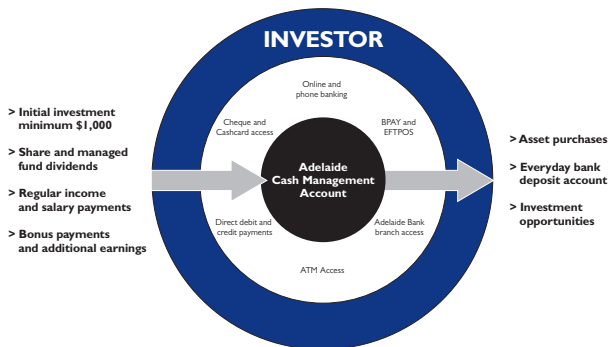 INVESTOR
Online and
phone banking
Cheque and
Cashcard access
BPAY and
EFTPOS
> Initial investment
minimum $1,000
> Share and managed
fund dividends
> Regular income
and salary payments
> Bonus payments
and additional earnings
Adelaide
Cash Management
Account
> Asset purchases
> Everyday bank
deposit account
> Investment
opportunities
Direct debit and
credit payments
Adelaide Bank
branch access
ATM Access